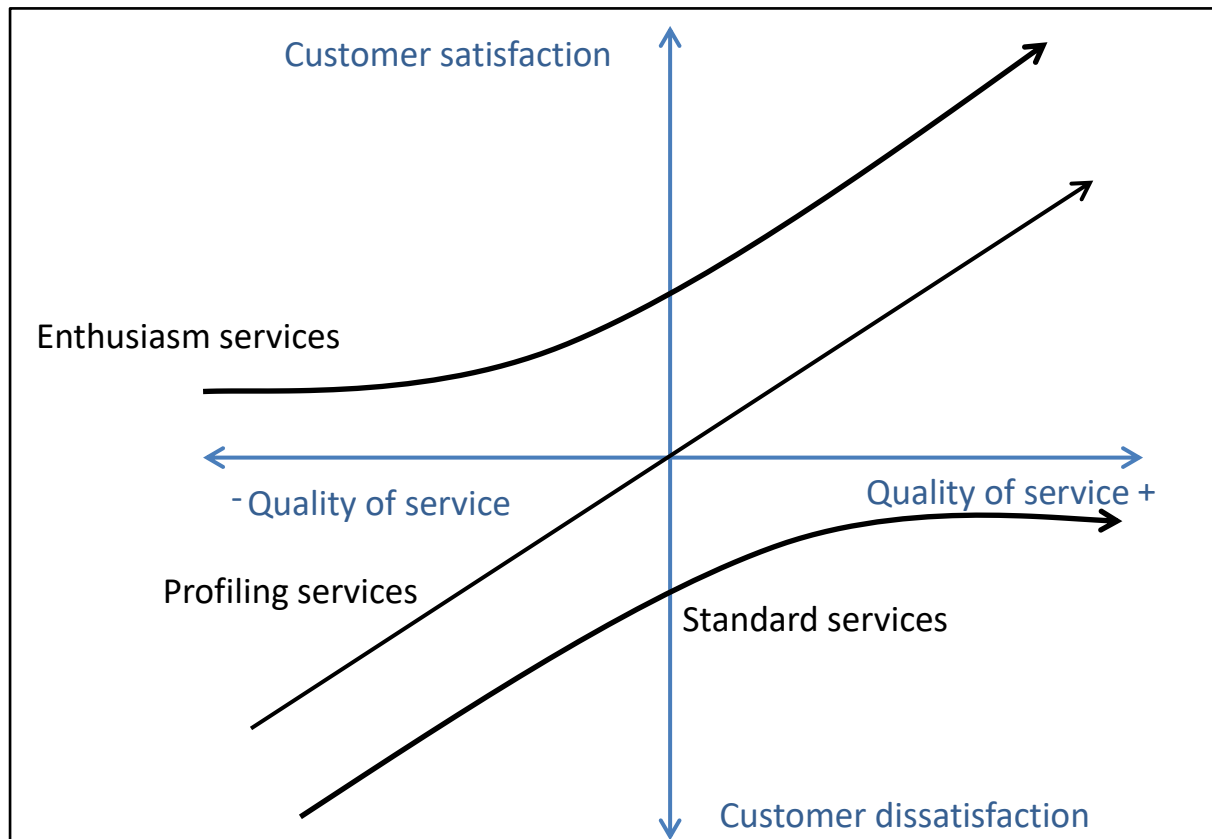 Customer satisfaction
Enthusiasm services
- Quality of service
Quality of service +
Profiling services
Standard services
Customer dissatisfaction